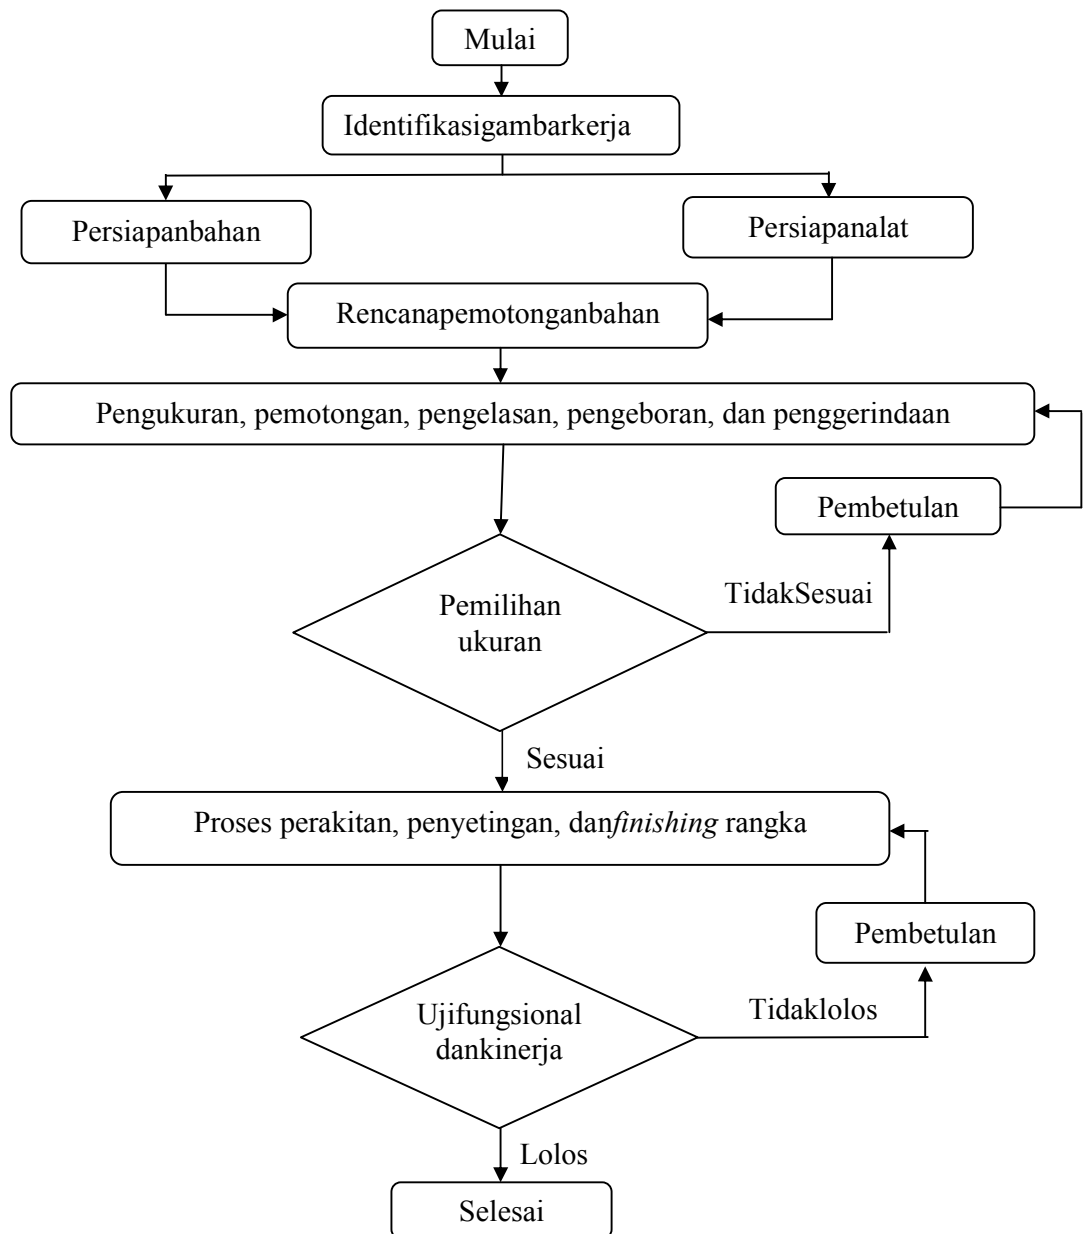 Mulai
Identifikasigambarkerja
Persiapanbahan
Persiapanalat
Rencanapemotonganbahan
Pengukuran, pemotongan, pengelasan, pengeboran, dan penggerindaan
Pembetulan
TidakSesuai
Pemilihan
ukuran
Sesuai
Proses perakitan, penyetingan, danfinishing rangka
Pembetulan
Tidaklolos
Ujifungsional
dankinerja
Lolos
Selesai